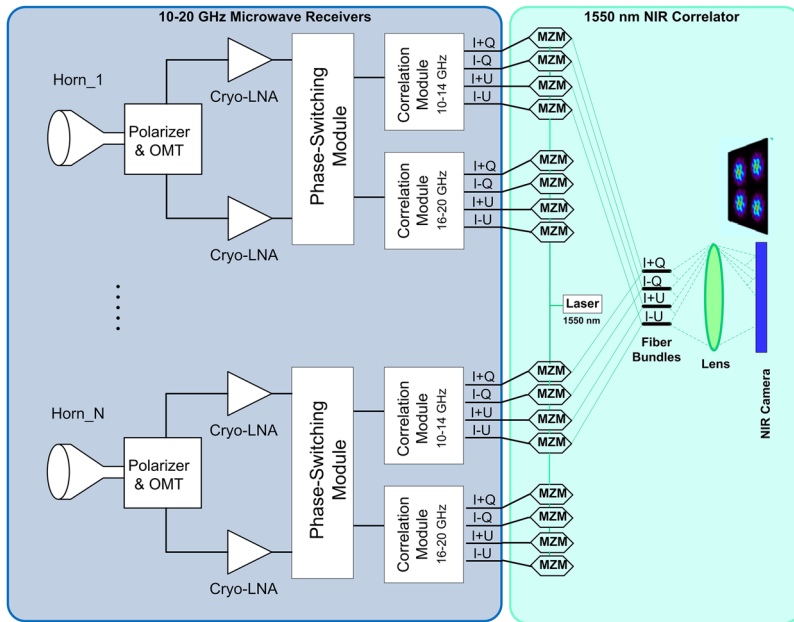 10-20 GHz Microwave Receivers
1550 nm NIR Correlator
Horn_1
Polarizer
& OMT
Cryo-LNA
Cryo-LNA
Phase-Switching
Module
Correlation
Module
10-14 GHz
I+Q
I-Q
I+U
I-U
MZM
MZM
MZM
MZM
Correlation
Module
16-20 GHz
I+Q
I-Q
I+U
I-U
MZM
MZM
MZM
MZM
Laser
1550 nm
I+Q
I-Q
I+U
I-U
Fiber
Bundles
Lens
NIR Camera
Horn_N
Polarizer
& OMT
Cryo-LNA
Cryo-LNA
Phase-Switching
Module
Correlation
Module
10-14 GHz
I+Q
I-Q
I+U
I-U
MZM
MZM
MZM
MZM
Correlation
Module
16-20 GHz
I+Q
I-Q
I+U
I-U
MZM
MZM
MZM
MZM